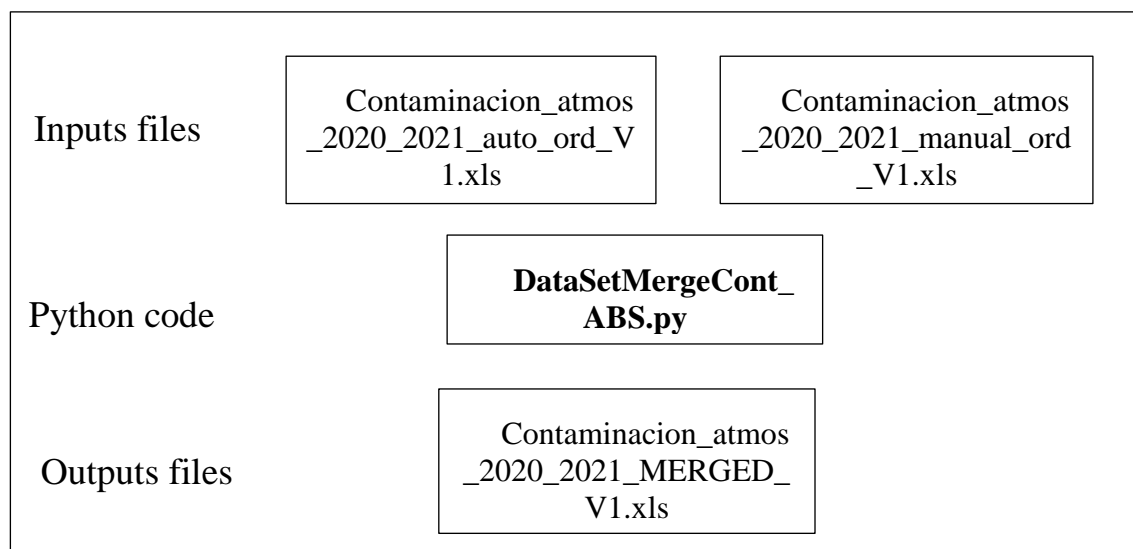 Inputs files
Contaminacion_atmos
_2020_2021_auto_ord_V
1.xls
Contaminacion_atmos
_2020_2021_manual_ord
_V1.xls
Python code
DataSetMergeCont_
ABS.py
Outputs files
Contaminacion_atmos
_2020_2021_MERGED_
V1.xls